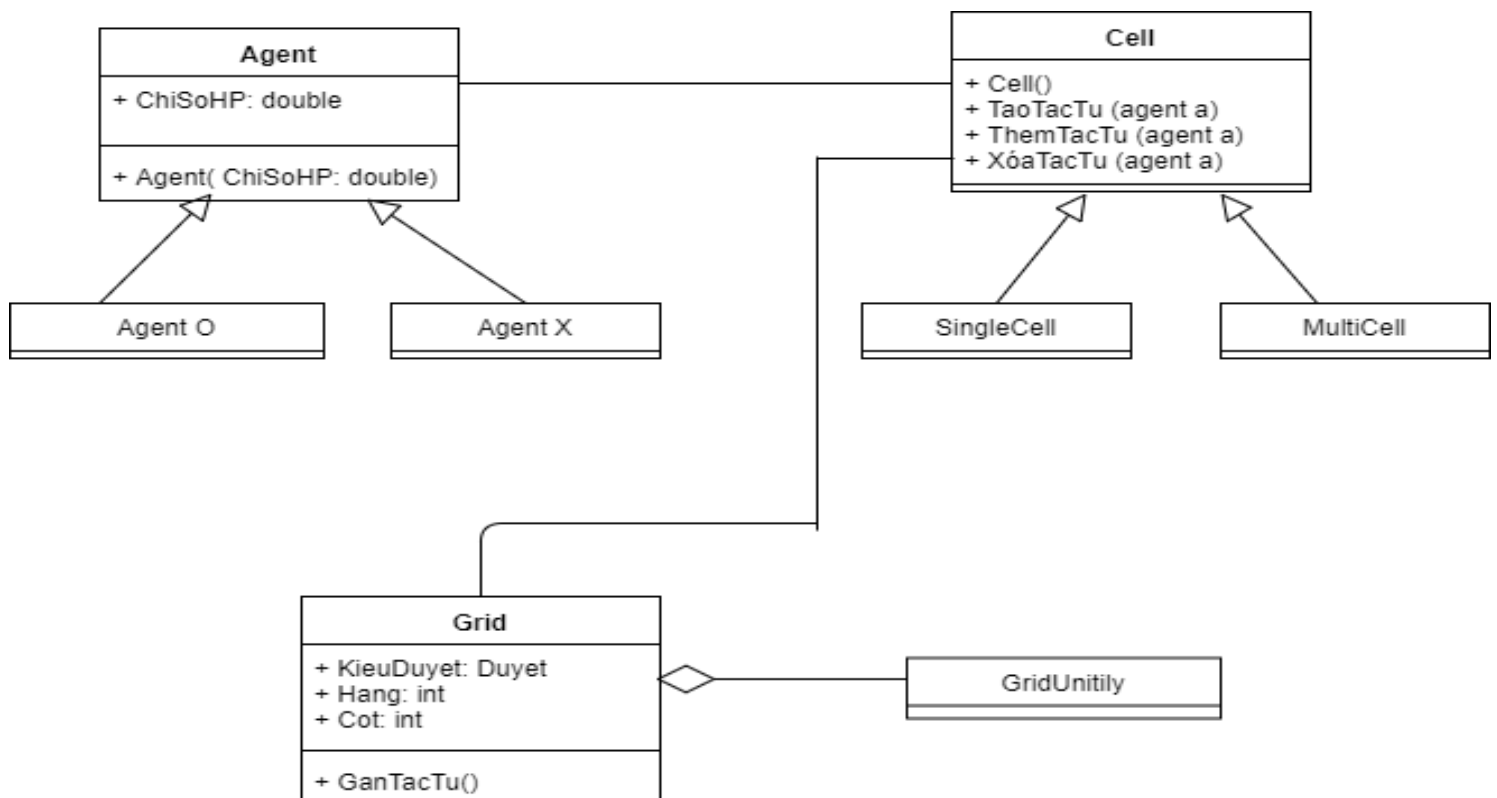 Agent
+ ChiSoHP: double
+ Agent( ChiSoHP: double)
Cell
+ Cell()
+ TaoTacTu (agent a)
+ ThemTacTu (agent a)
+ XóaTacTu (agent a)
Agent O
Agent X
SingleCell
MultiCell
Grid
+ KieuDuyet: Duyet
+ Hang: int
+ Cot: int
+ GanTacTu()
GridUnitily